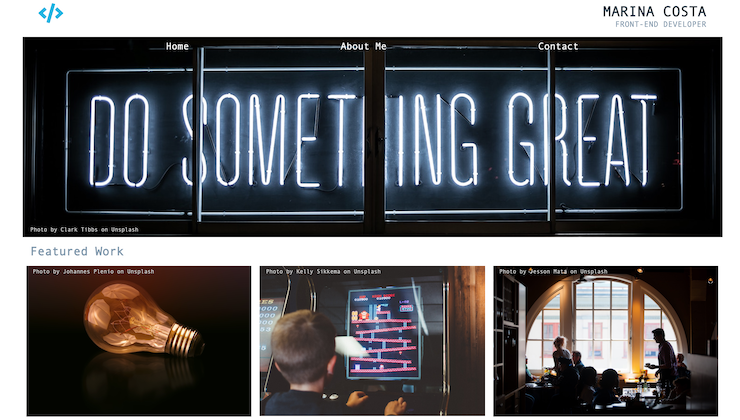 </>
MARINA COSTA
FRONT-END DEVELOPER
Home About Me Contact
DO SOMETHING GREAT
Photo by Clark Tibbs on Unsplash
Featured Work
Photo by Johannes Plenio on Unsplash
Photo by Kelly Sikkema on Unsplash
Photo by Jesson Mata on Unsplash